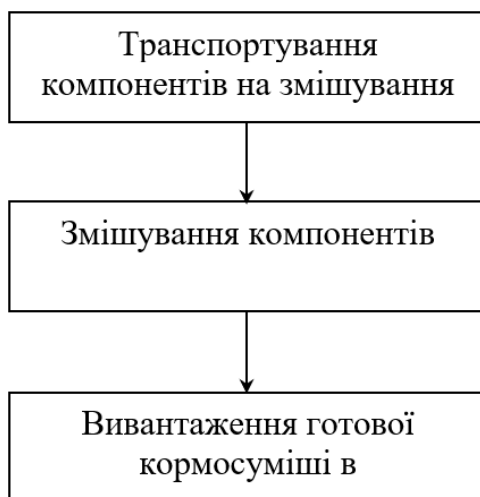 Транспортування
компонентів на змішування
Змішування компонентів
Вивантаження готової
кормосуміші в